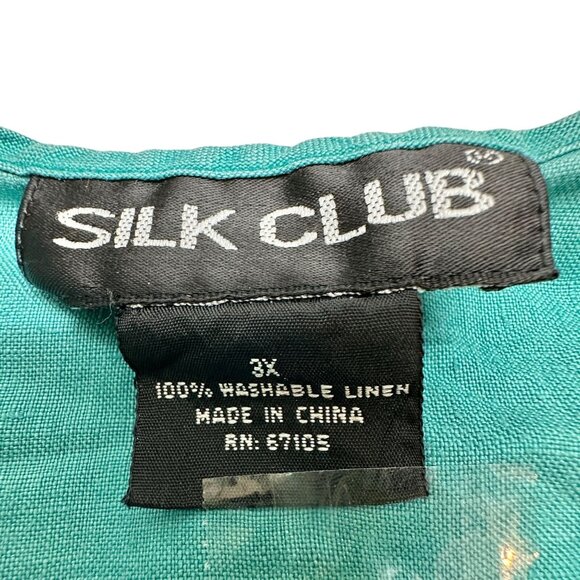 SILK CLUB®
3X
100% WASHABLE LINEN
MADE IN CHINA
RN: 67105